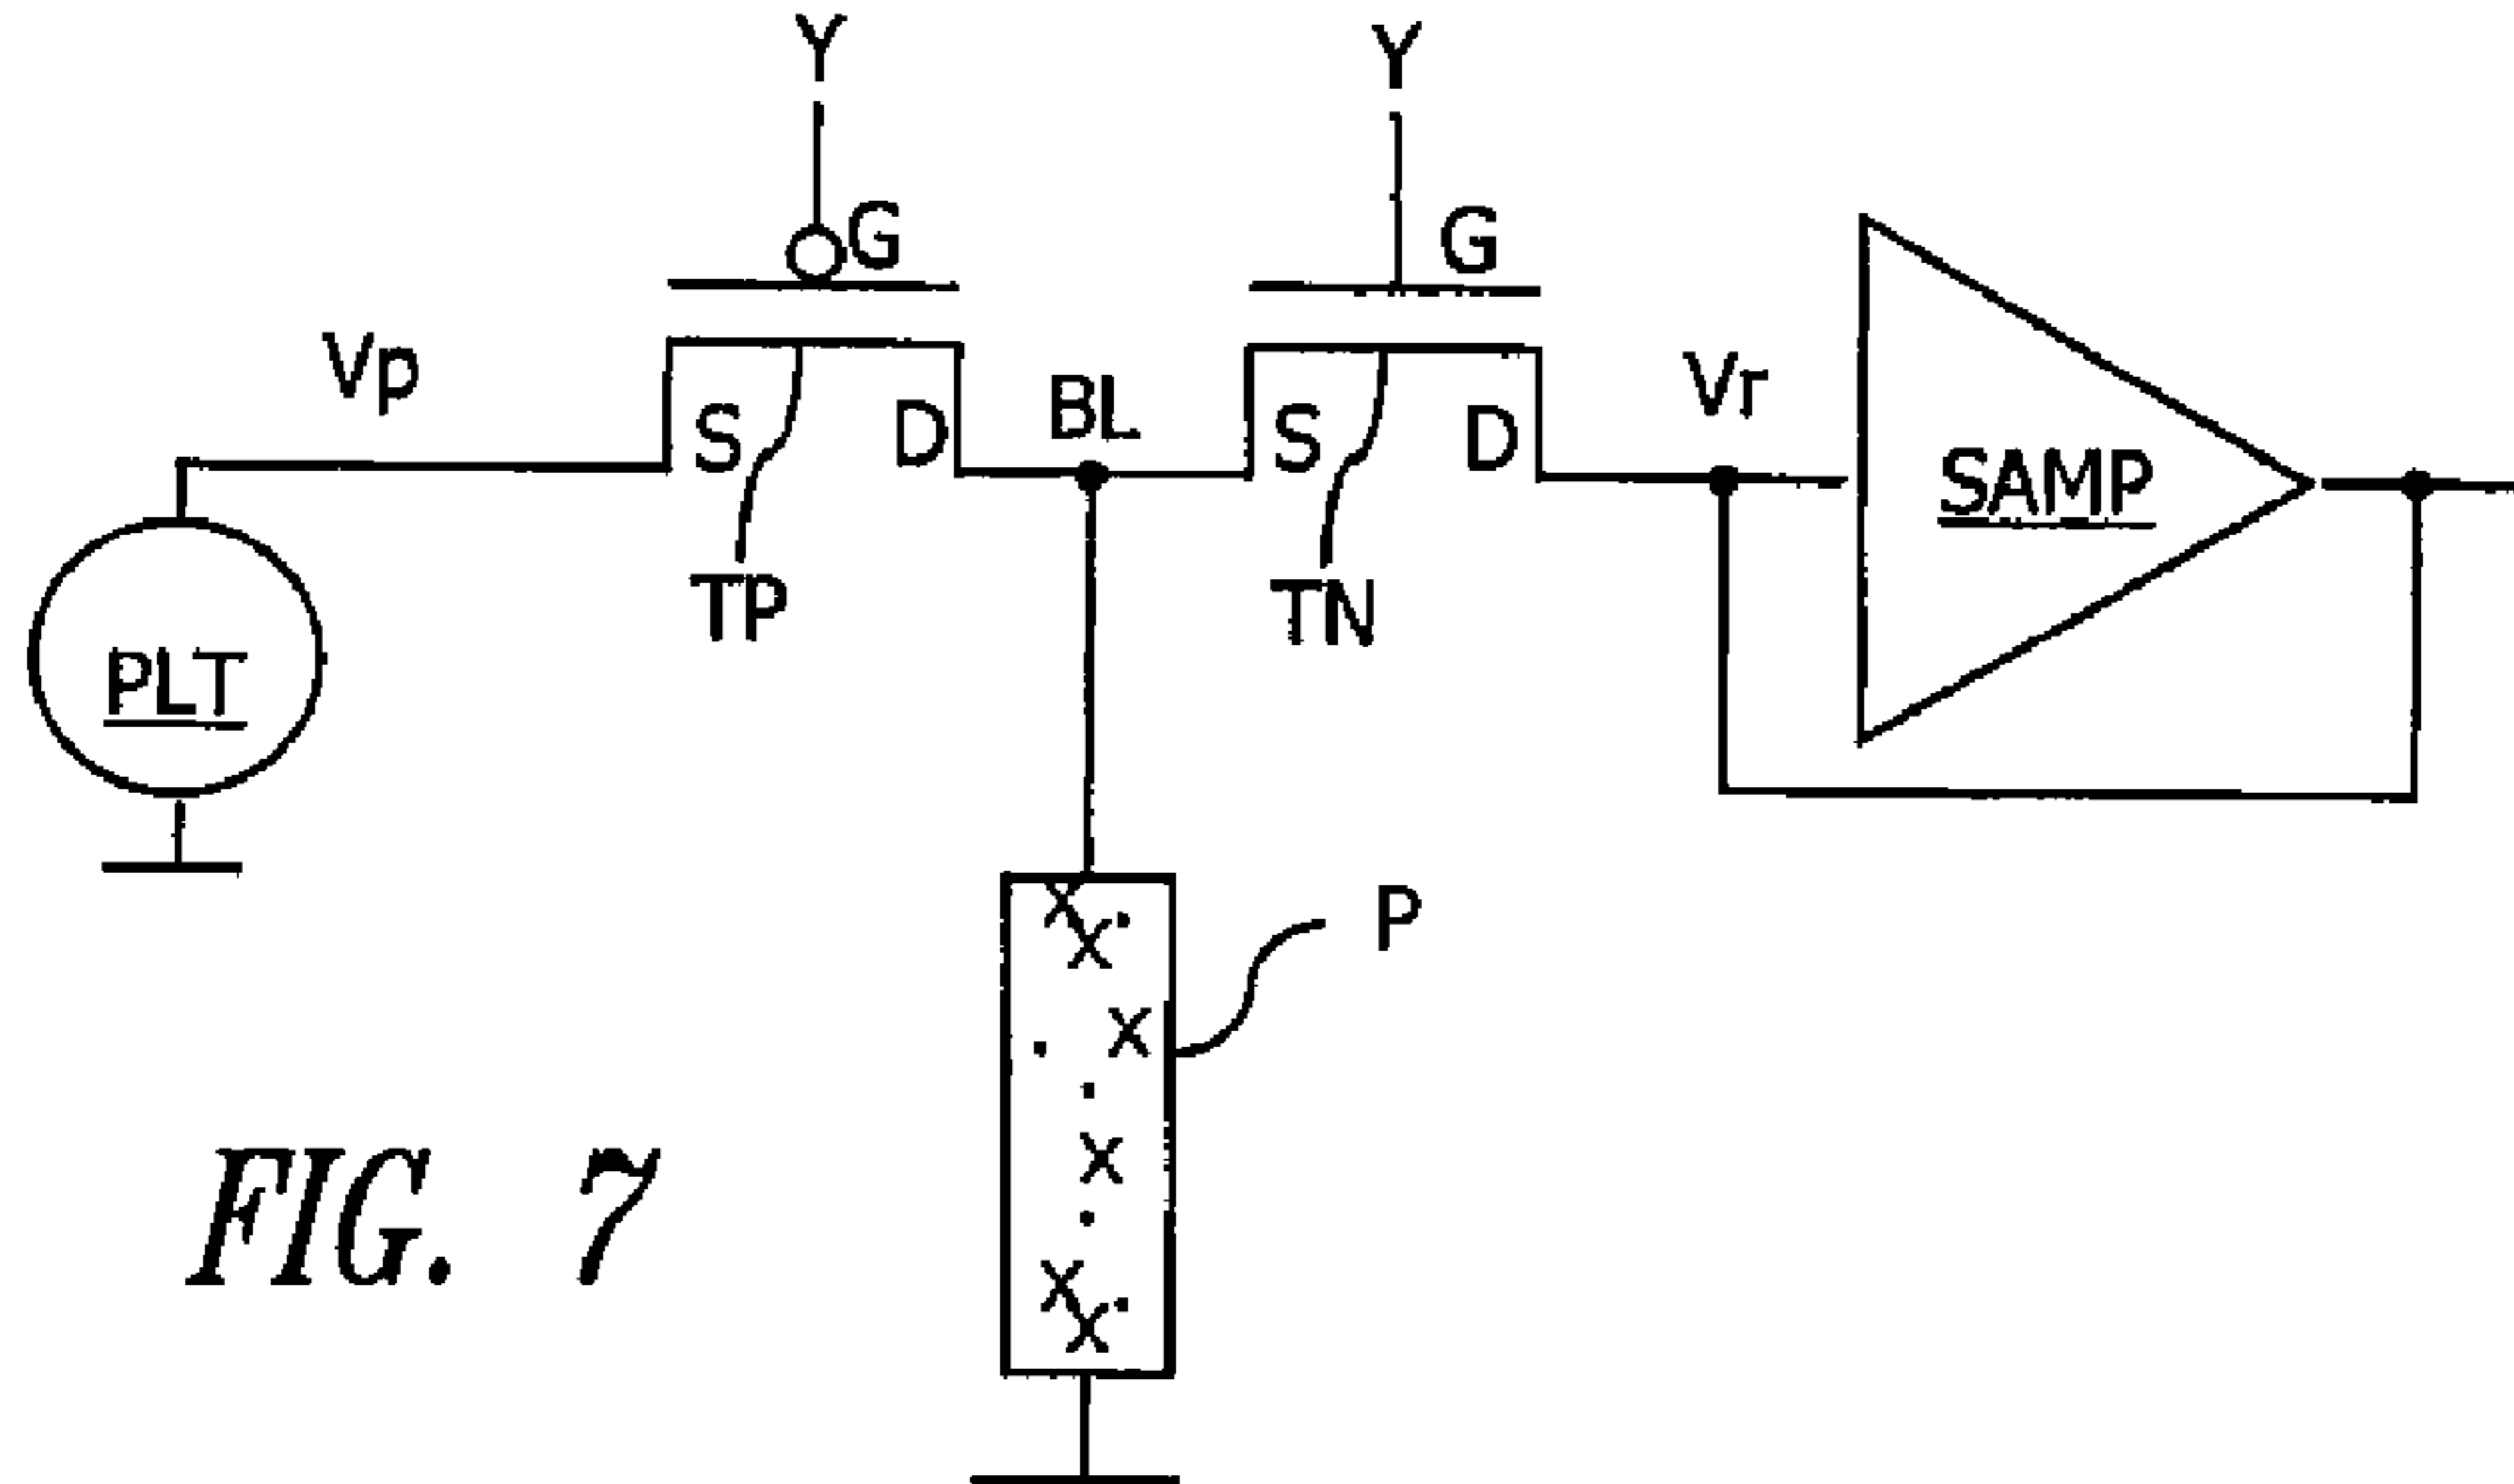 Y Y
G G
Vp
S D BL S D Vr
SAMP
TP TN
PLT
P
X
X
X
X
X
X
FIG. 7